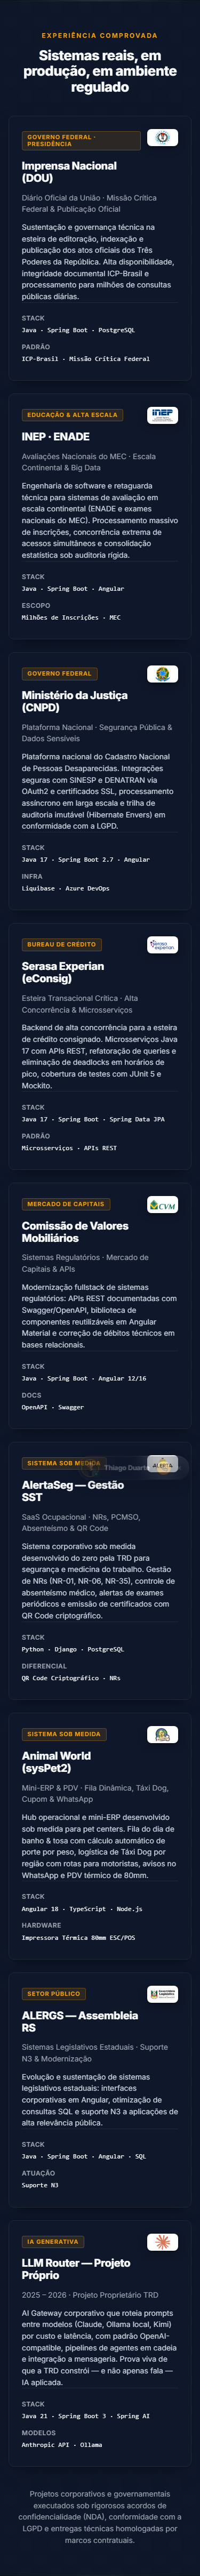 EXPERIÊNCIA COMPROVADA
Sistemas reais, em
produção, em ambiente
regulado
GOVERNO FEDERAL ·
PRESIDÊNCIA
Imprensa Nacional
(DOU)
Diário Oficial da União · Missão Crítica
Federal & Publicação Oficial
Sustentação e governança técnica na
esteira de editoração, indexação e
publicação dos atos oficiais dos Três
Poderes da República. Alta disponibilidade,
integridade documental ICP-Brasil e
processamento para milhões de consultas
públicas diárias.
STACK
Java · Spring Boot · PostgreSQL
PADRÃO
ICP-Brasil · Missão Crítica Federal
EDUCAÇÃO & ALTA ESCALA
inep
INEP · ENADE
Avaliações Nacionais do MEC · Escala
Continental & Big Data
Engenharia de software e retaguarda
técnica para sistemas de avaliação em
escala continental (ENADE e exames
nacionais do MEC). Processamento massivo
de inscrições, concorrência extrema de
acessos simultâneos e consolidação
estatística sob auditoria rígida.
STACK
Java · Spring Boot · Angular
ESCOPO
Milhões de Inscrições · MEC
GOVERNO FEDERAL
Ministério da Justiça
(CNPD)
Plataforma Nacional · Segurança Pública &
Dados Sensíveis
Plataforma nacional do Cadastro Nacional
de Pessoas Desaparecidas. Integrações
seguras com SINESP e DENATRAN via
OAuth2 e certificados SSL, processamento
assíncrono em larga escala e trilha de
auditoria imutável (Hibernate Envers) em
conformidade com a LGPD.
STACK
Java 17 · Spring Boot 2.7 · Angular
INFRA
Liquibase · Azure DevOps
BUREAU DE CRÉDITO
serasa
experian
Serasa Experian
(eConsig)
Esteira Transacional Crítica · Alta
Concorrência & Microsserviços
Backend de alta concorrência para a esteira
de crédito consignado. Microsserviços Java
17 com APIs REST, refatoração de queries e
eliminação de deadlocks em horários de
pico, cobertura de testes com JUnit 5 e
Mockito.
STACK
Java 17 · Spring Boot · Spring Data JPA
PADRÃO
Microsserviços · APIs REST
MERCADO DE CAPITAIS
CVM
Comissão de Valores
Mobiliários
Sistemas Regulatórios · Mercado de
Capitais & APIs
Modernização fullstack de sistemas
regulatórios: APIs REST documentadas com
Swagger/OpenAPI, biblioteca de
componentes reutilizáveis em Angular
Material e correção de débitos técnicos em
bases relacionais.
STACK
Java · Spring Boot · Angular 12/16
DOCS
OpenAPI · Swagger
SISTEMA SOB MEDIDA
Thiago Duarte
ALERTA
AlertaSeg — Gestão
SST
SaaS Ocupacional · NRs, PCMSO,
Absenteísmo & QR Code
Sistema corporativo sob medida
desenvolvido do zero pela TRD para
segurança e medicina do trabalho. Gestão
de NRs (NR-01, NR-06, NR-35), controle de
absenteísmo médico, alertas de exames
periódicos e emissão de certificados com
QR Code criptográfico.
STACK
Python · Django · PostgreSQL
DIFERENCIAL
QR Code Criptográfico · NRs
SISTEMA SOB MEDIDA
Animal World
(sysPet2)
Mini-ERP & PDV · Fila Dinâmica, Táxi Dog,
Cupom & WhatsApp
Hub operacional e mini-ERP desenvolvido
sob medida para pet centers. Fila do dia de
banho & tosa com cálculo automático de
porte por peso, logística de Táxi Dog por
região com rotas para motoristas, avisos no
WhatsApp e PDV térmico de 80mm.
STACK
Angular 18 · TypeScript · Node.js
HARDWARE
Impressora Térmica 80mm ESC/POS
SETOR PÚBLICO
ALERGS — Assembleia
RS
Sistemas Legislativos Estaduais · Suporte
N3 & Modernização
Evolução e sustentação de sistemas
legislativos estaduais: interfaces
corporativas em Angular, otimização de
consultas SQL e suporte N3 a aplicações de
alta relevância pública.
STACK
Java · Spring Boot · Angular · SQL
ATUAÇÃO
Suporte N3
IA GENERATIVA
LLM Router — Projeto
Próprio
2025 – 2026 · Projeto Proprietário TRD
AI Gateway corporativo que roteia prompts
entre modelos (Claude, Ollama local, Kimi)
por custo e latência, com padrão OpenAI-
compatible, pipelines de agentes em cadeia
e integração a mensageria. Prova viva de
que a TRD constrói — e não apenas fala —
IA aplicada.
STACK
Java 21 · Spring Boot 3 · Spring AI
MODELOS
Anthropic API · Ollama
Projetos corporativos e governamentais
executados sob rigorosos acordos de
confidencialidade (NDA), conformidade com a
LGPD e entregas técnicas homologadas por
marcos contratuais.